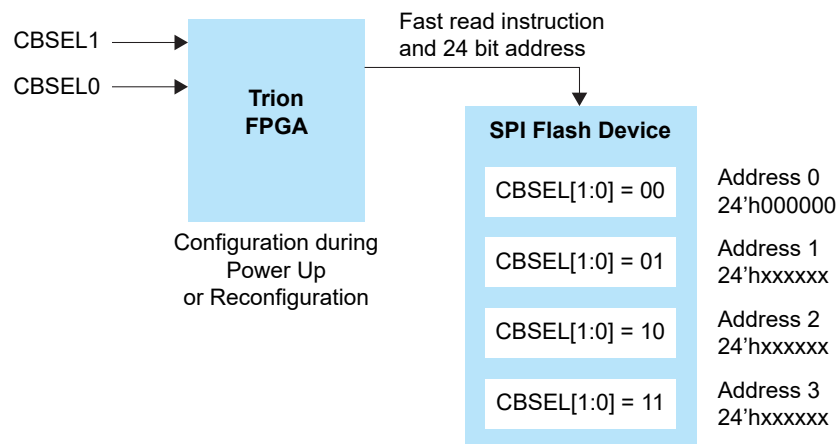 CBSEL1
CBSEL0
Trion
FPGA
Configuration during
Power Up
or Reconfiguration
Fast read instruction
and 24 bit address
SPI Flash Device
CBSEL[1:0] = 00
Address 0
24’h000000
CBSEL[1:0] = 01
Address 1
24’hxxxxxx
CBSEL[1:0] = 10
Address 2
24’hxxxxxx
CBSEL[1:0] = 11
Address 3
24’hxxxxxx